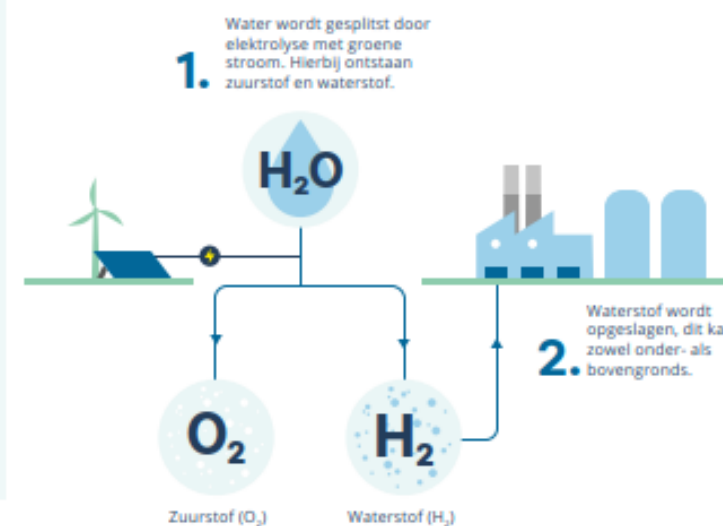 1.
Water wordt gesplitst door
elektrolyse met groene
stroom. Hierbij ontstaan
zuurstof en waterstof.
H₂O
2.
Waterstof wordt
opgeslagen, dit
zowel onder- als
bovengronds.
O₂
H₂
Zuurstof (O₂)
Waterstof (H₂)